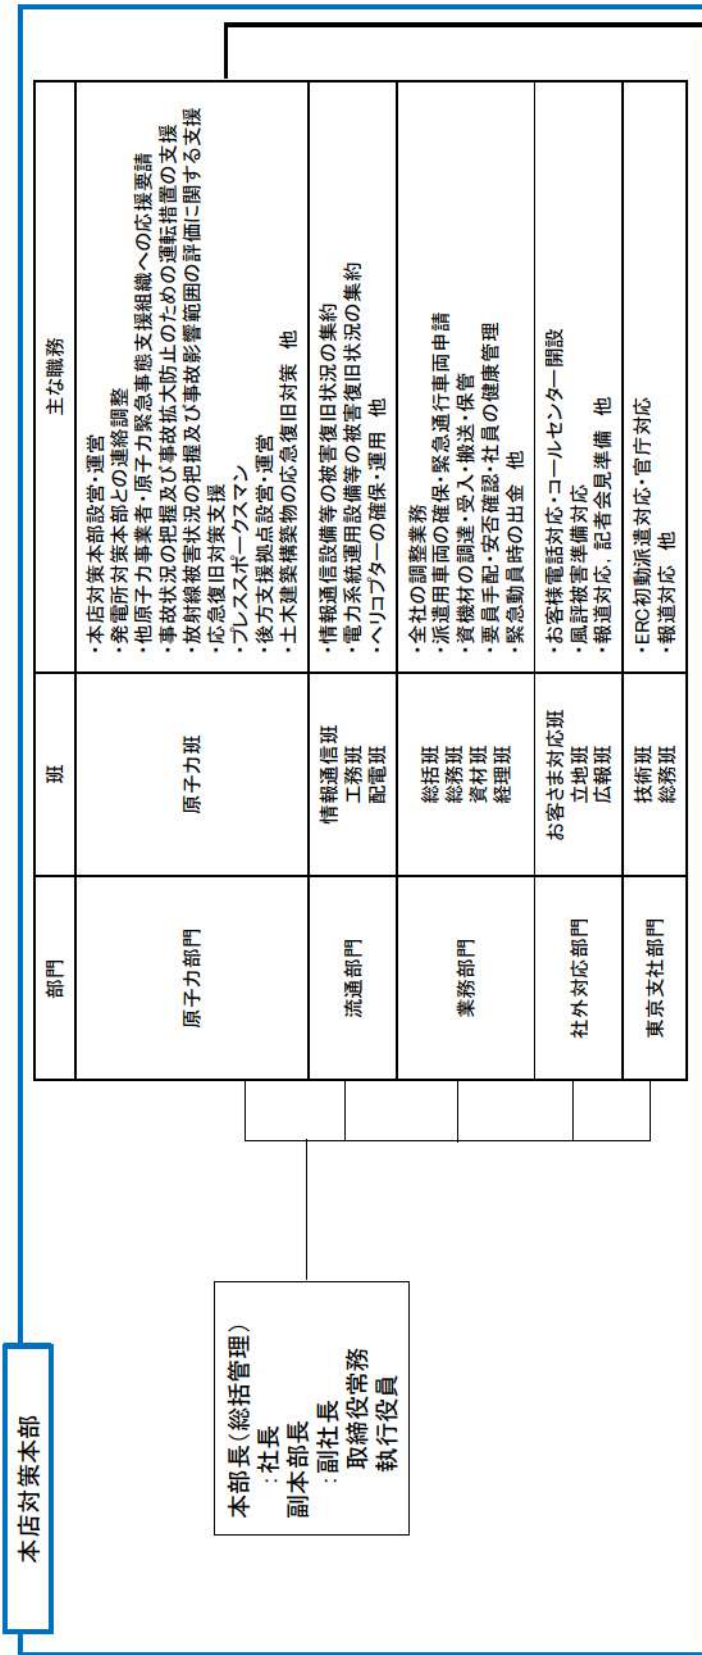 本店対策本部
本部長(総括管理)
:社長
副本部長
:副社長
取締役常務
執行役員
部門
班
主な職務
原子力部門
原子力班
・本店対策本部設営・運営
・発電所対策本部との連絡調整
・他原子力事業者・原子力緊急事態支援組織への応援要請
・事故状況の把握及び事故拡大防止のための運転措置の支援
・放射線被害状況の把握及び事故影響範囲の評価に関する支援
・応急復旧対策支援
・プレススポークスマン
・後方支援拠点設営・運営
・土木建築構築物の応急復旧対策 他
流通部門
情報通信班
工務班
配電班
・情報通信設備等の被害復旧状況の集約
・電力系統運用設備等の被害復旧状況の集約
・ヘリコプターの確保・運用 他
業務部門
総括班
総務班
資材班
経理班
・全社の調整業務
・派遣用車両の確保・緊急通行車両申請
・資機材の調達・受入・搬送・保管
・要員手配・安否確認・社員の健康管理
・緊急動員時の出金 他
社外対応部門
お客さま対応班
立地班
広報班
・お客様電話対応・コールセンター開設
・風評被害準備対応
・報道対応，記者会見準備 他
東京支社部門
技術班
総務班
・ERC初動派遣対応・官庁対応
・報道対応 他